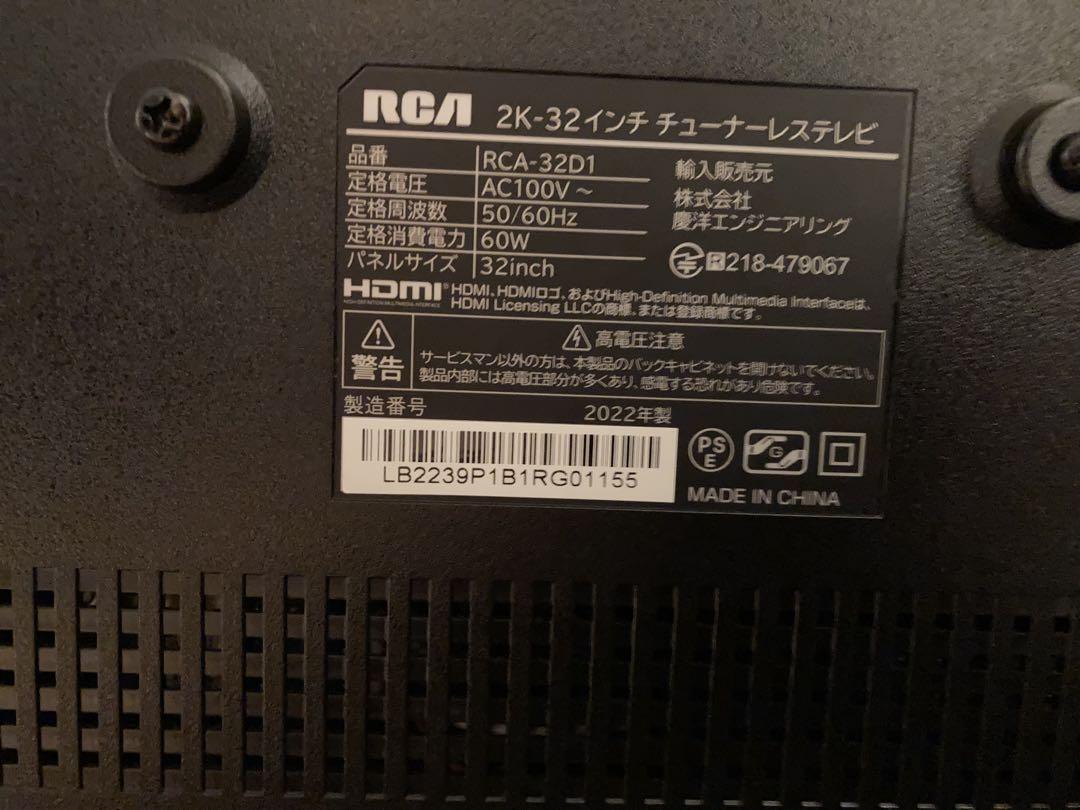 RCA 2K-32インチ チューナーレステレビ
品番 RCA-32D1
定格電圧 AC100V～
定格周波数 50/60Hz
定格消費電力 60W
パネルサイズ 32inch
輸入販売元
株式会社
慶洋エンジニアリング
R218-479067
HDMI® HDMI、HDMIロゴ、およびHigh-Definition Multimedia Interfaceは、
HIGH-DEFINITION MULTIMEDIA INTERFACE HDMI Licensing LLCの商標、または登録商標です。
警告
高電圧注意
サービスマン以外の方は、本製品のバックキャビネットを開けないでください。
製品内部には高電圧部分が多くあり、感電する恐れがあり危険です。
製造番号 2022年製
LB2239P1B1RG01155
PS
E
G
MADE IN CHINA